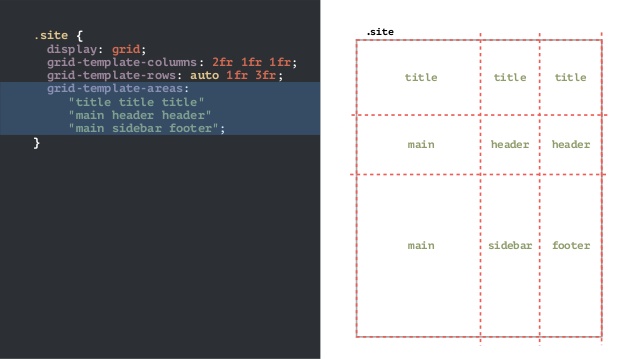 .site {
display: grid;
grid-template-columns: 2fr 1fr 1fr;
grid-template-rows: auto 1fr 3fr;
grid-template-areas:
"title title title"
"main header header"
"main sidebar footer";
}
.site
title title title
main header header
main sidebar footer